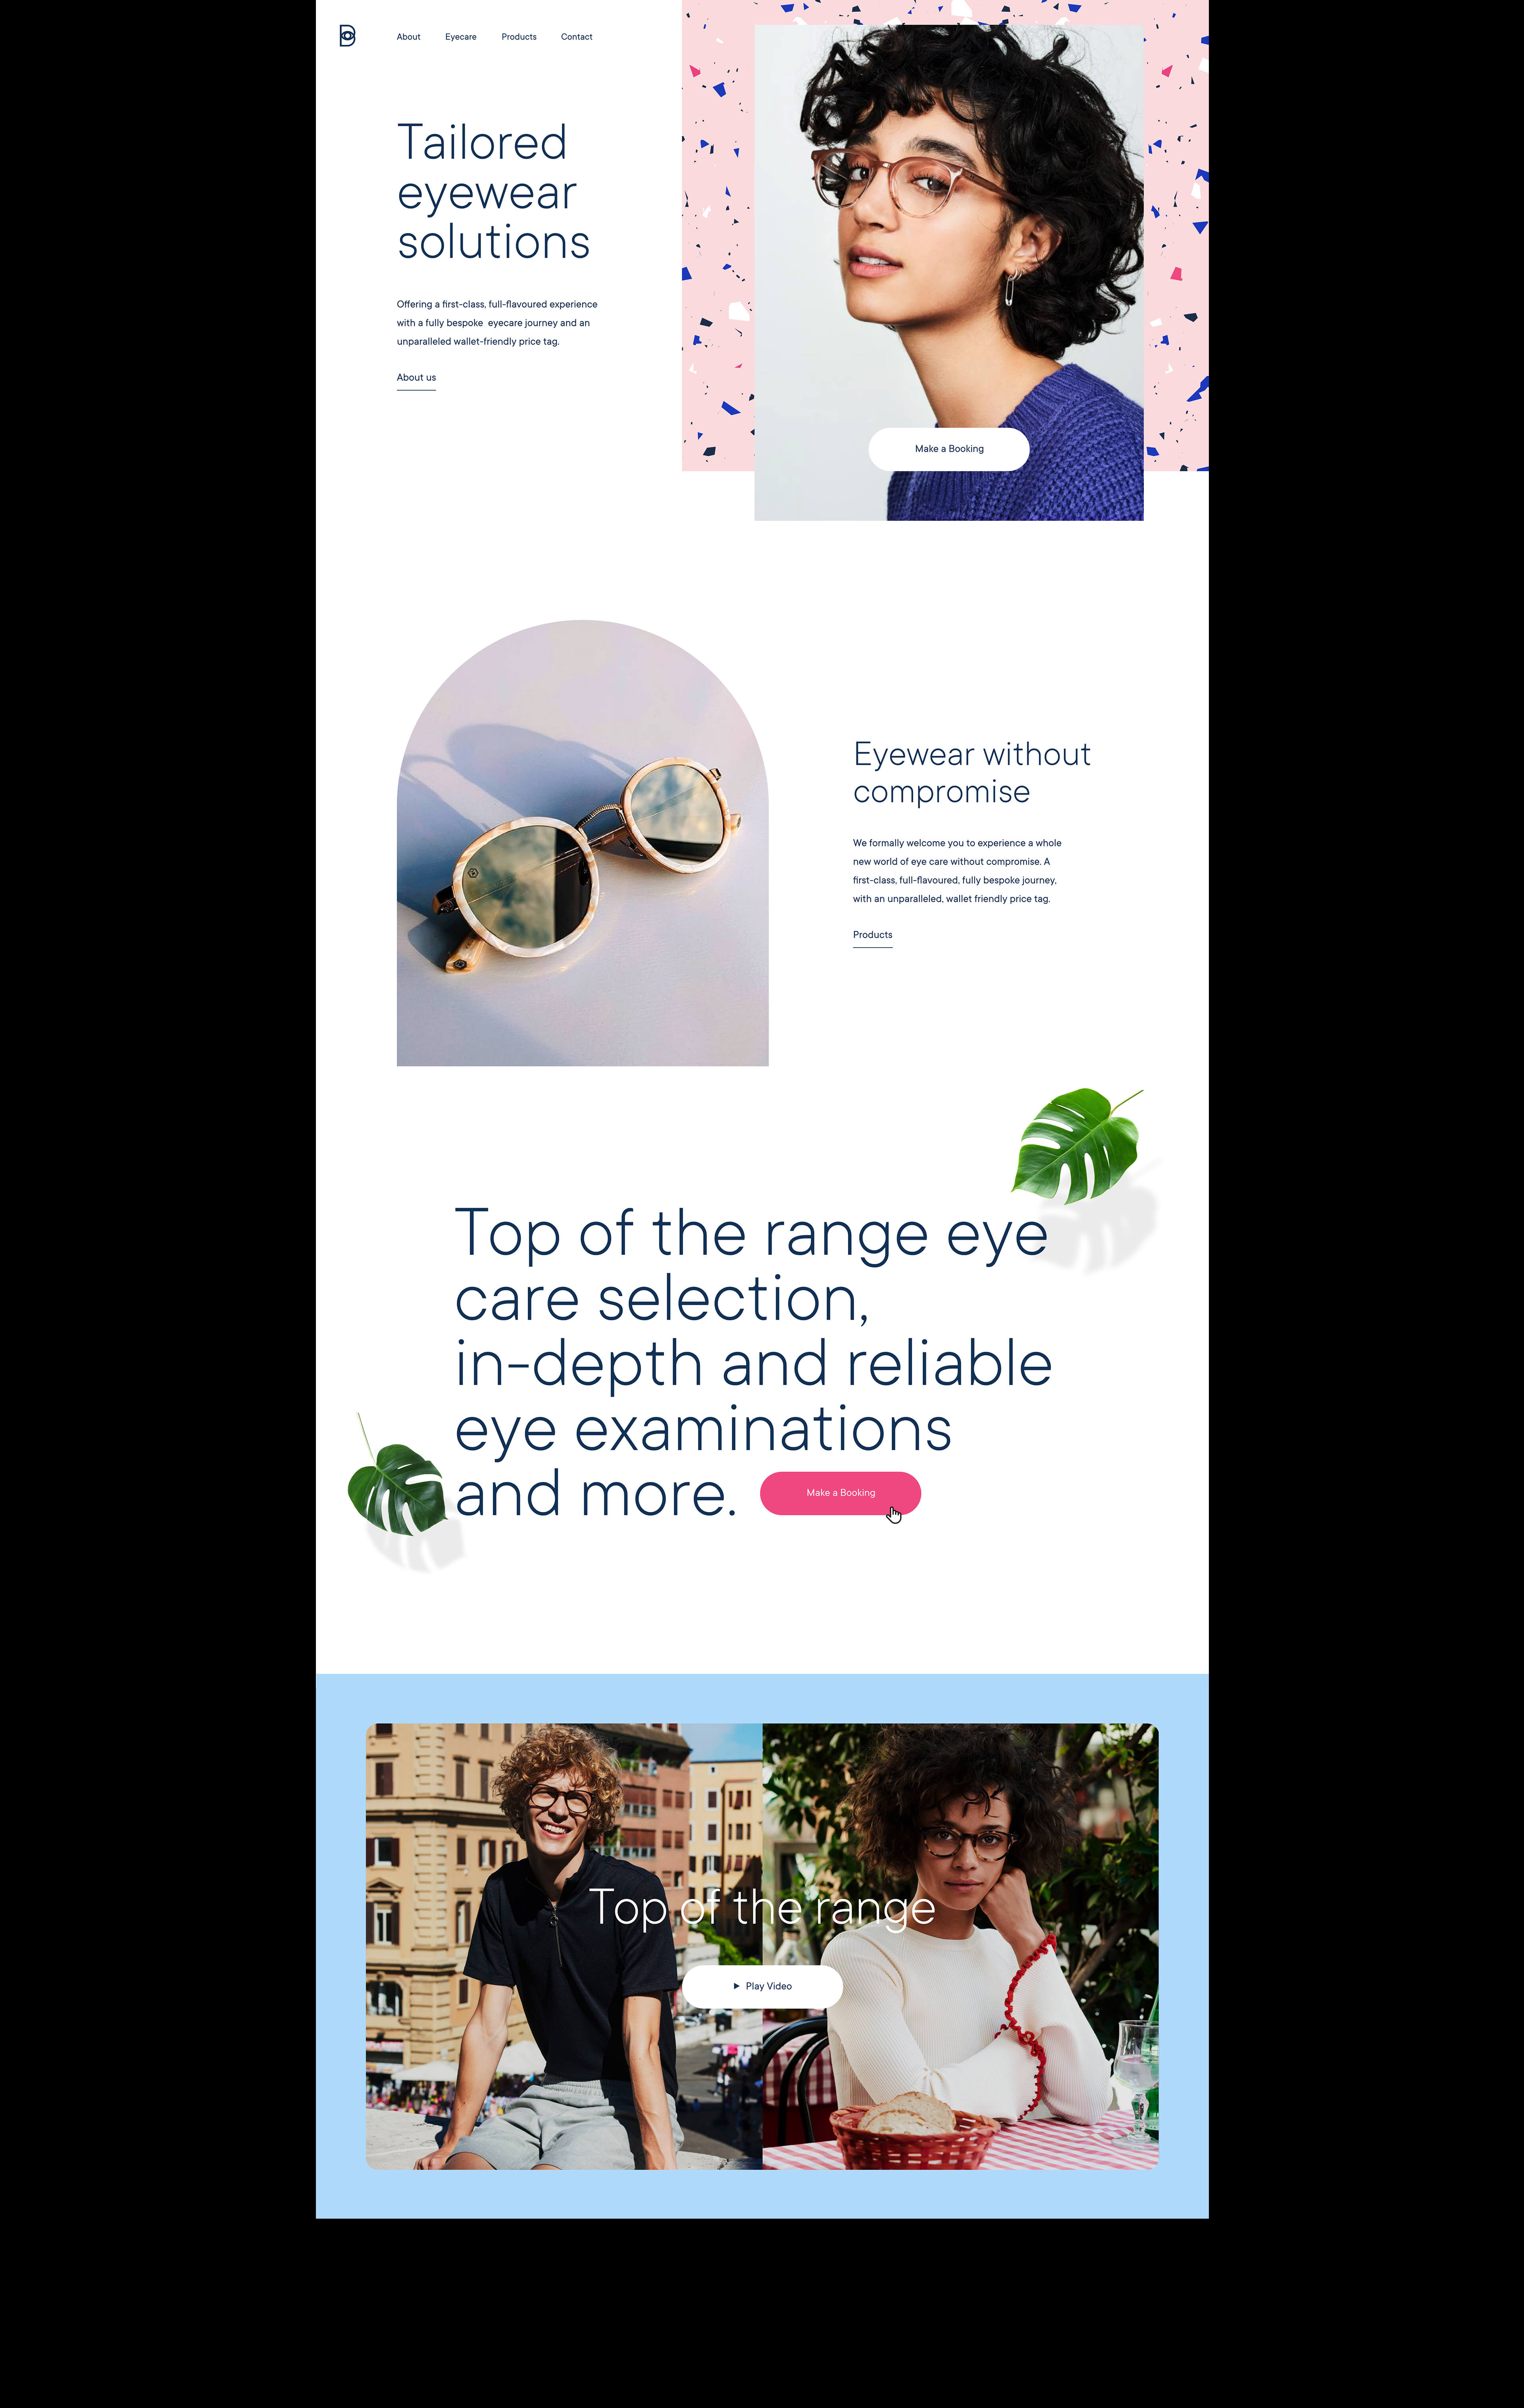 About
Eyecare
Products
Contact
Tailored
eyewear
solutions
Offering a first-class, full-flavoured experience
with a fully bespoke  eyecare journey and an
unparalleled wallet-friendly price tag.
About us
Make a Booking
Eyewear without
compromise
We formally welcome you to experience a whole
new world of eye care without compromise. A
first-class, full-flavoured, fully bespoke journey,
with an unparalleled, wallet friendly price tag.
Products
Top of the range eye
care selection,
in-depth and reliable
eye examinations
and more.
Make a Booking
Top of the range
Play Video